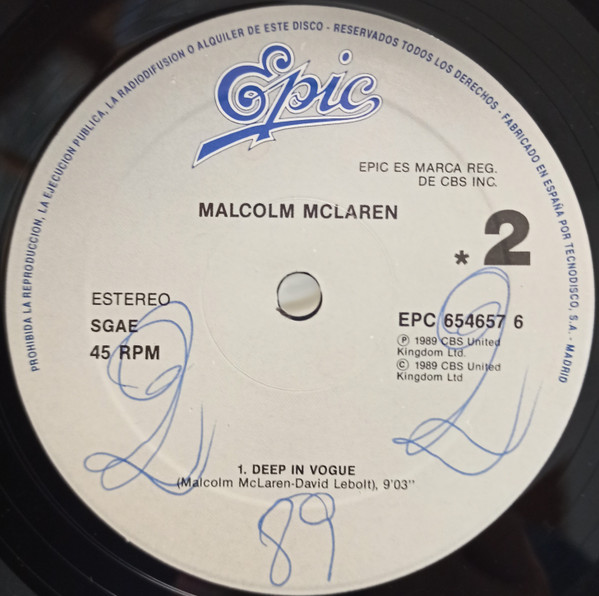 PROHIBIDA LA REPRODUCCION, LA EJECUCION PUBLICA, LA RADIODIFUSION O ALQUILER DE ESTE DISCO - RESERVADOS TODOS LOS DERECHOS - FABRICADO EN ESPAÑA POR TECNODISCO, S.A. - MADRID
Epic
EPIC ES MARCA REG.
DE CBS INC.
MALCOLM MCLAREN
* 2
ESTEREO
SGAE
45 RPM
EPC 654657 6
Ⓟ 1989 CBS United
Kingdom Ltd.
© 1989 CBS United
Kingdom Ltd
2 2
1. DEEP IN VOGUE
(Malcolm McLaren-David Lebolt), 9'03"
89